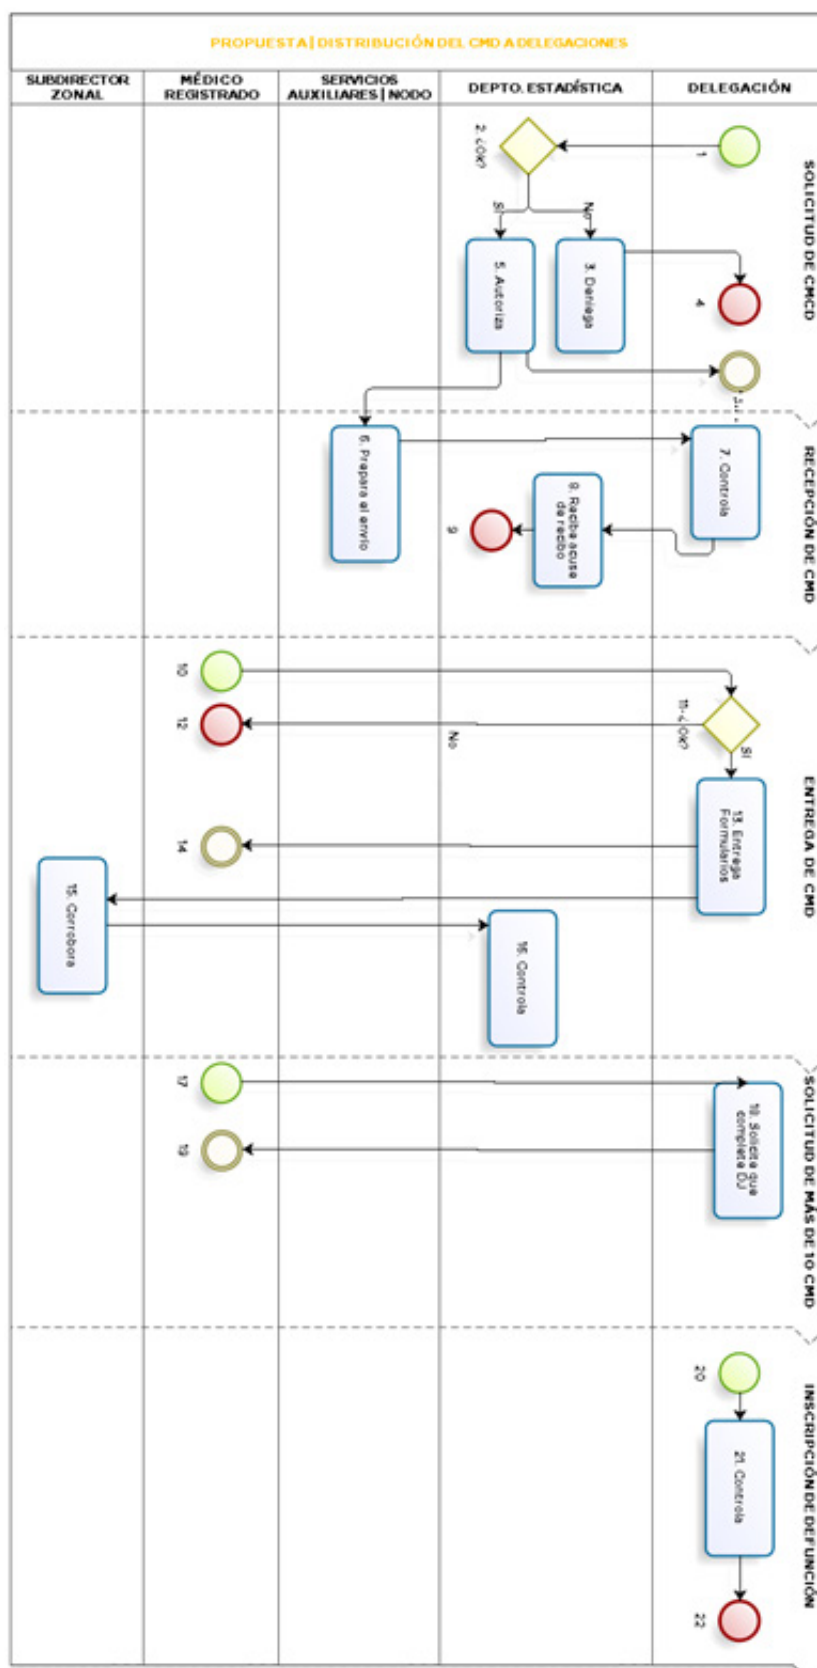 PROPUESTA | DISTRIBUCIÓN DEL CMD A DELEGACIONES
SUBDIRECTOR
ZONAL
MÉDICO
REGISTRADO
SERVICIOS
AUXILIARES | NODO
DEPTO. ESTADÍSTICA
DELEGACIÓN
SOLICITUD DE CMCD
1
2. ¿Ok?
Sí
No
3. Deniega
4
5. Autoriza
RECEPCIÓN DE CMD
6. Prepara el envío
7. Controla
8. Recibe acuse
de recibo
9
ENTREGA DE CMD
10
11- ¿Ok?
Sí
No
12
13. Entrega
Formularios
14
15. Corrobora
16. Controla
SOLICITUD DE MÁS DE 10 CMD
17
18. Solicita que
complete DJ
19
INSCRIPCIÓN DE DEFUNCIÓN
20
21. Controla
22